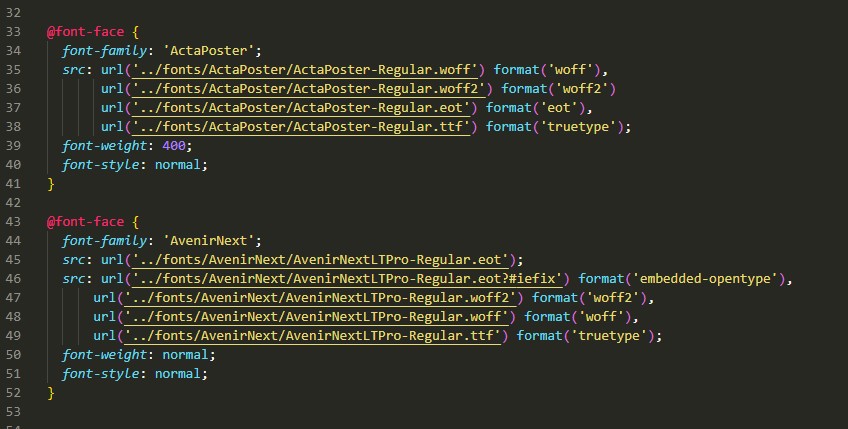 32
33 @font-face {
34 font-family: 'ActaPoster';
35 src: url('../fonts/ActaPoster/ActaPoster-Regular.woff') format('woff'),
36 url('../fonts/ActaPoster/ActaPoster-Regular.woff2') format('woff2')
37 url('../fonts/ActaPoster/ActaPoster-Regular.eot') format('eot'),
38 url('../fonts/ActaPoster/ActaPoster-Regular.ttf') format('truetype');
39 font-weight: 400;
40 font-style: normal;
41 }
42
43 @font-face {
44 font-family: 'AvenirNext';
45 src: url('../fonts/AvenirNext/AvenirNextLTPro-Regular.eot');
46 src: url('../fonts/AvenirNext/AvenirNextLTPro-Regular.eot?#iefix') format('embedded-opentype'),
47 url('../fonts/AvenirNext/AvenirNextLTPro-Regular.woff2') format('woff2'),
48 url('../fonts/AvenirNext/AvenirNextLTPro-Regular.woff') format('woff'),
49 url('../fonts/AvenirNext/AvenirNextLTPro-Regular.ttf') format('truetype');
50 font-weight: normal;
51 font-style: normal;
52 }
53